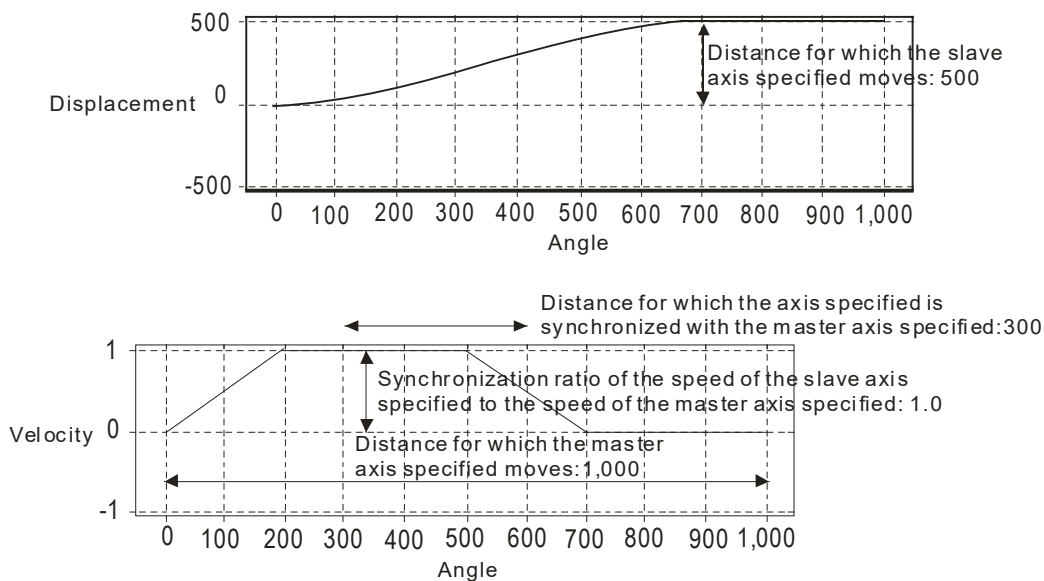 500
Distance for which the slave
axis specified moves: 500
Displacement 0
-500
0 100 200 300 400 500 600 700 800 900 1,000
Angle
Distance for which the axis specified is
synchronized with the master axis specified:300
1
Synchronization ratio of the speed of the slave axis
specified to the speed of the master axis specified: 1.0
Velocity 0
Distance for which the master
axis specified moves:1,000
-1
0 100 200 300 400 500 600 700 800 900 1,000
Angle